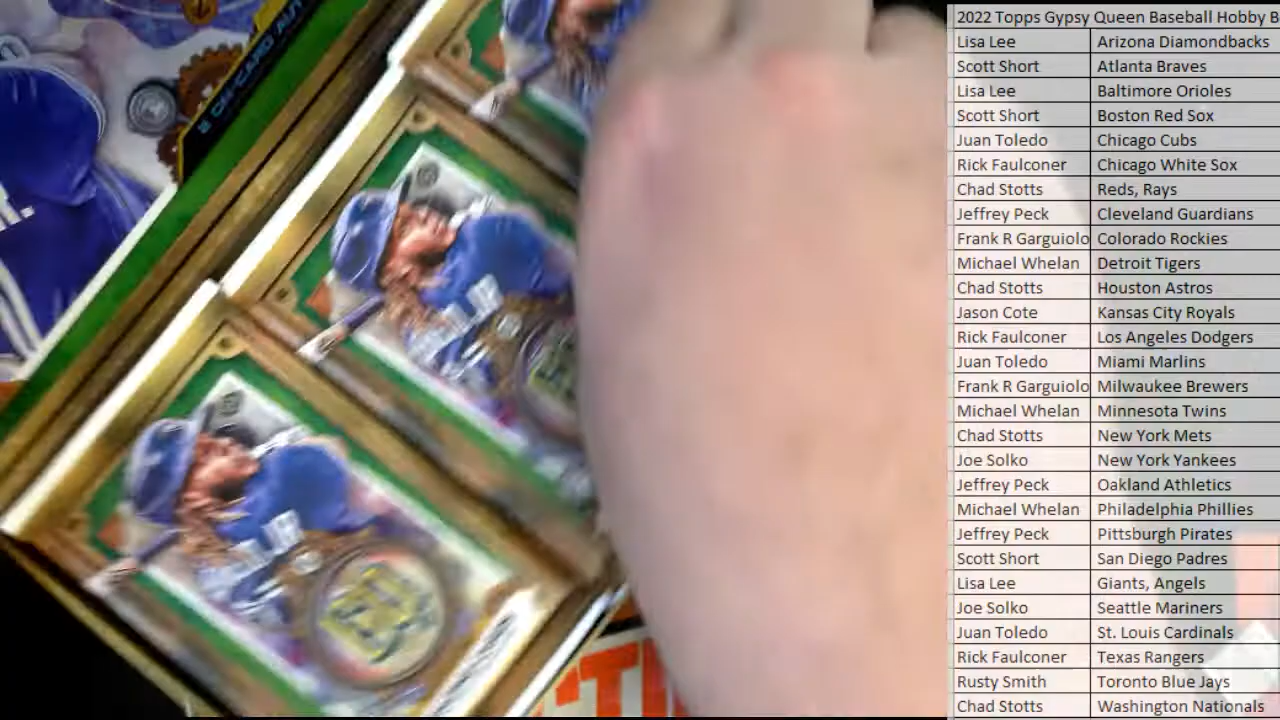 2 ON-CARD AUT
2022 Topps Gypsy Queen Baseball Hobby B
Lisa Lee Arizona Diamondbacks
Scott Short Atlanta Braves
Lisa Lee Baltimore Orioles
Scott Short Boston Red Sox
Juan Toledo Chicago Cubs
Rick Faulconer Chicago White Sox
Chad Stotts Reds, Rays
Jeffrey Peck Cleveland Guardians
Frank R Garguiolo Colorado Rockies
Michael Whelan Detroit Tigers
Chad Stotts Houston Astros
Jason Cote Kansas City Royals
Rick Faulconer Los Angeles Dodgers
Juan Toledo Miami Marlins
Frank R Garguiolo Milwaukee Brewers
Michael Whelan Minnesota Twins
Chad Stotts New York Mets
Joe Solko New York Yankees
Jeffrey Peck Oakland Athletics
Michael Whelan Philadelphia Phillies
Jeffrey Peck Pittsburgh Pirates
Scott Short San Diego Padres
Lisa Lee Giants, Angels
Joe Solko Seattle Mariners
Juan Toledo St. Louis Cardinals
Rick Faulconer Texas Rangers
Rusty Smith Toronto Blue Jays
Chad Stotts Washington Nationals